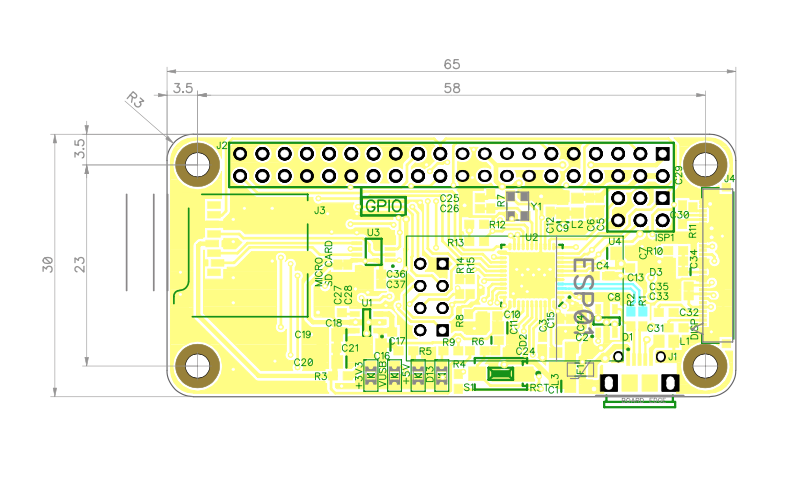 65
3.5
58
R3
3.5
30
23
J2
C29
J4
GPIO
C25
C26
R7
Y1
J3
C30
R12
C12
C9
L2
C6
C5
ISP1
R11
U3
R13
U2
U4
C7
R10
MICRO
SD CARD
R14
R15
C4
D3
C34
C36
C37
ESP01
C13
C27
C28
C35
C33
C8
R2
R1
U1
C10
C32
C18
R8
C11
C3
C15
C31
DISP
C19
C17
R9
R6
D2
C2
D1
L1
C21
C16
R5
C24
J1
C20
R4
F1
R3
+3V3
VUSB
+5V
D13
S1
RST
L3
C1
BOARD EDGE